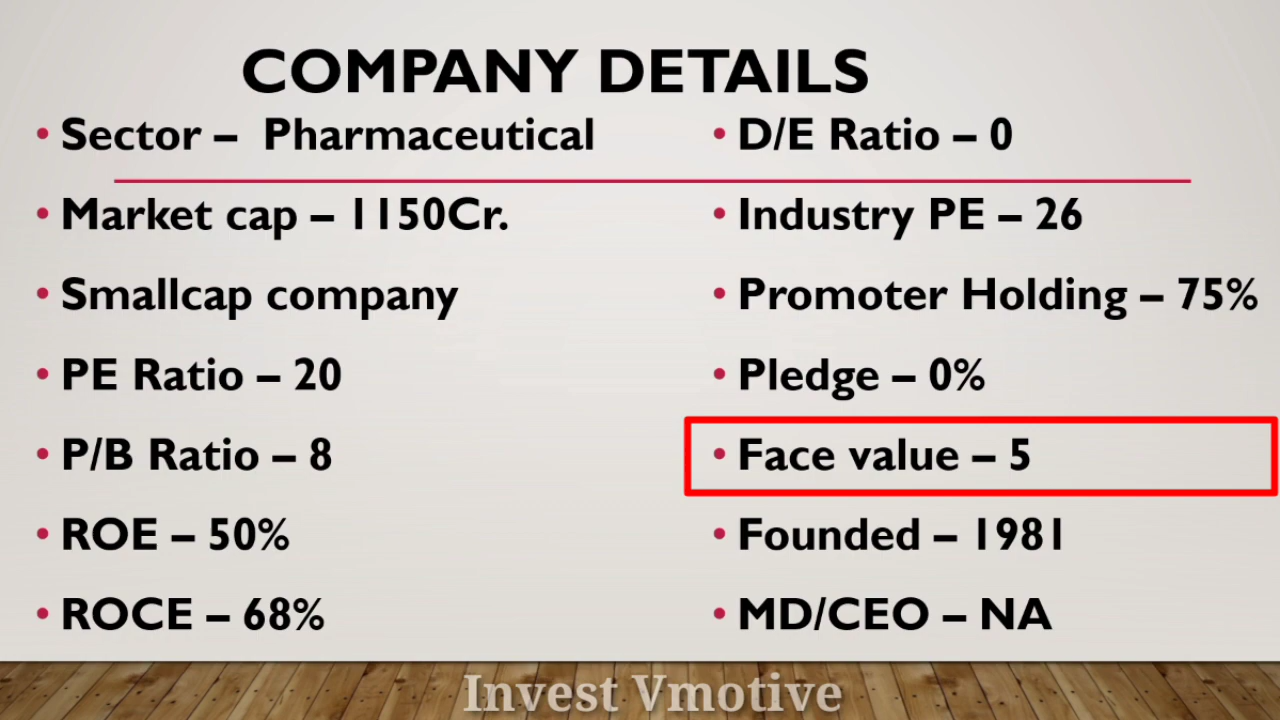 COMPANY DETAILS
• Sector – Pharmaceutical
• Market cap – 1150Cr.
• Smallcap company
• PE Ratio – 20
• P/B Ratio – 8
• ROE – 50%
• ROCE – 68%
• D/E Ratio – 0
• Industry PE – 26
• Promoter Holding – 75%
• Pledge – 0%
• Face value – 5
• Founded – 1981
• MD/CEO – NA
Invest Vmotive